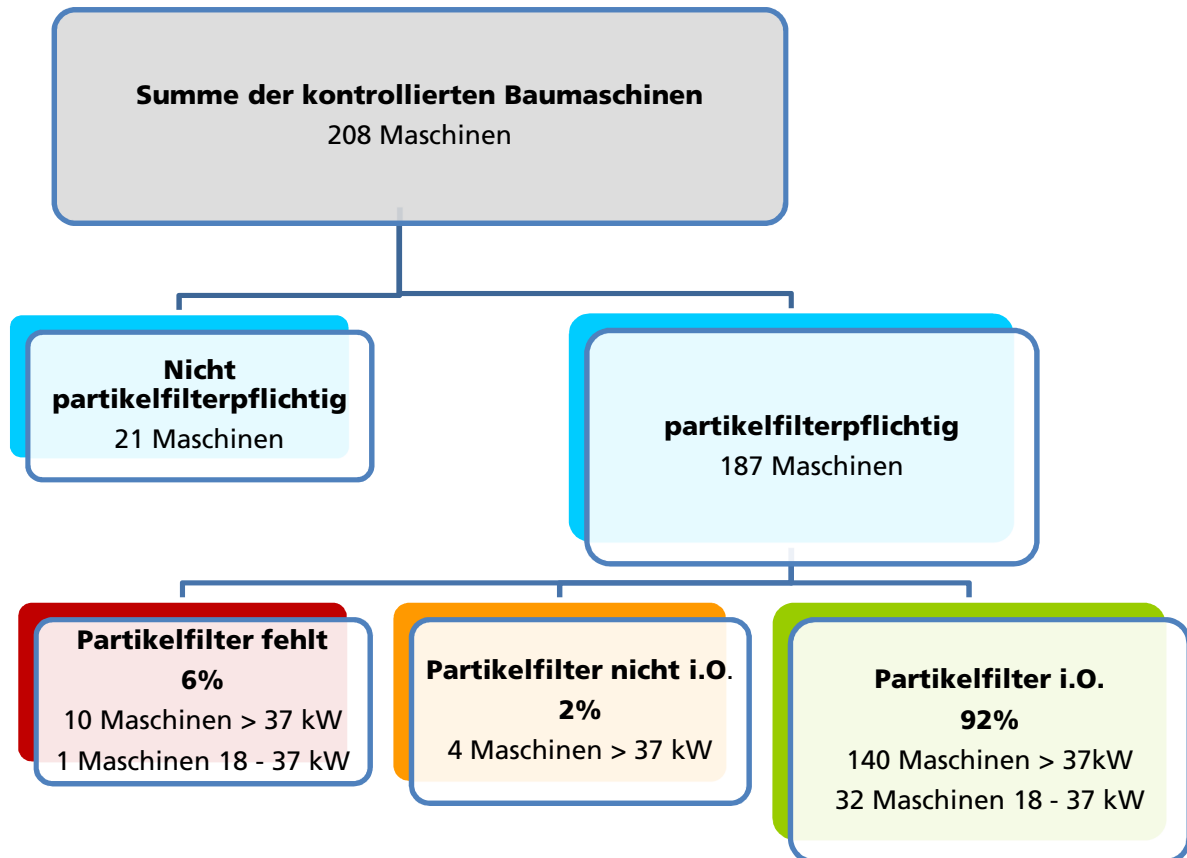 Summe der kontrollierten Baumaschinen
208 Maschinen
Nicht
partikelfilterpflichtig
21 Maschinen
partikelfilterpflichtig
187 Maschinen
Partikelfilter fehlt
6%
10 Maschinen > 37 kW
1 Maschinen 18 - 37 kW
Partikelfilter nicht i.O.
2%
4 Maschinen > 37 kW
Partikelfilter i.O.
92%
140 Maschinen > 37kW
32 Maschinen 18 - 37 kW